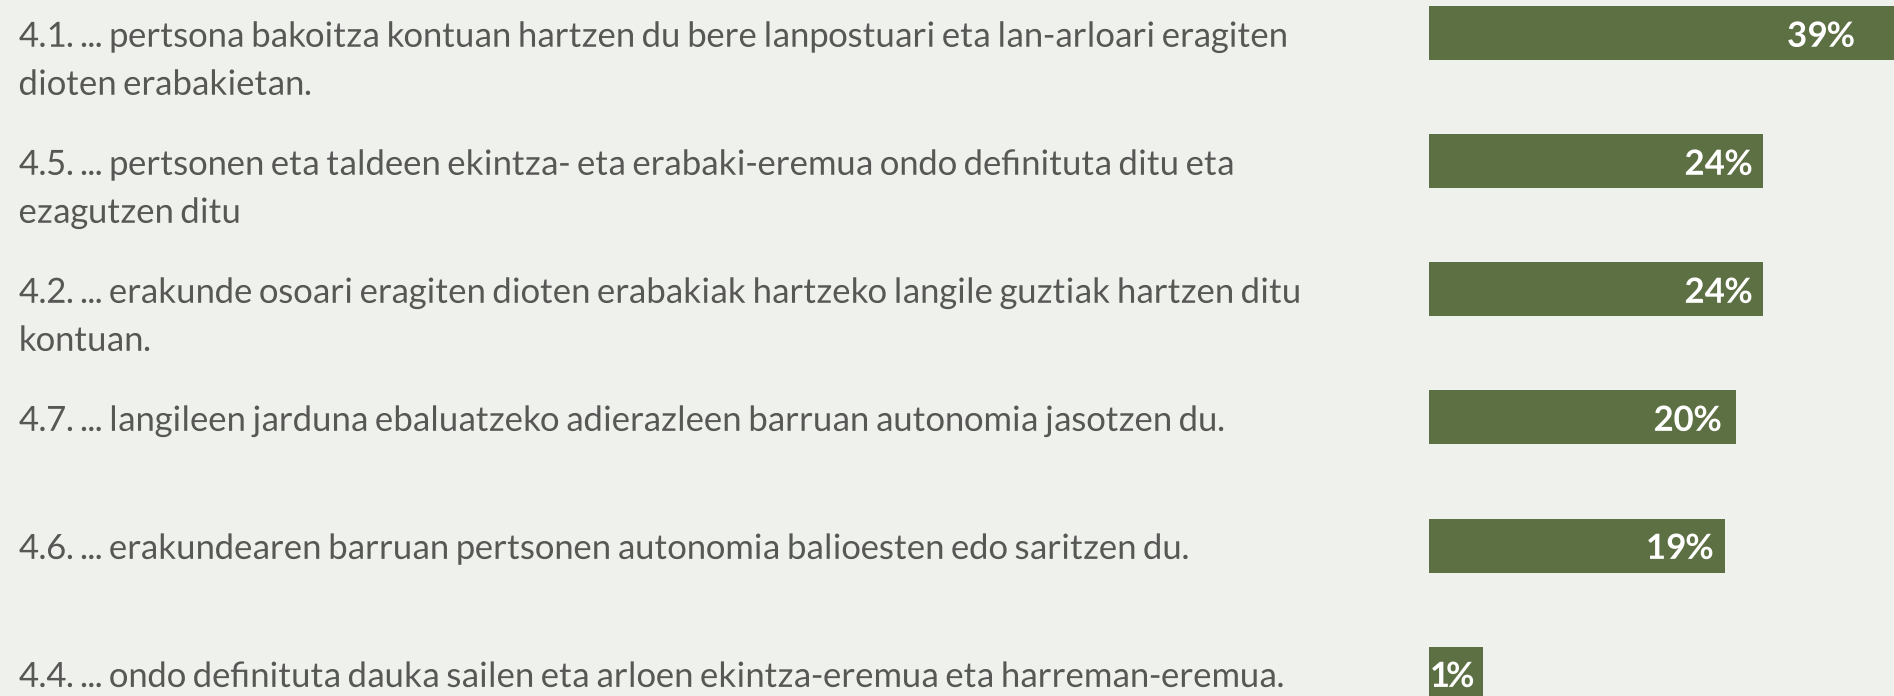 4.1. ... pertsona bakoitza kontuan hartzen du bere lanpostuari eta lan-arloari eragiten
dioten erabakietan.
39%
4.5. ... pertsonen eta taldeen ekintza- eta erabaki-eremua ondo definituta ditu eta
ezagutzen ditu
24%
4.2. ... erakunde osoari eragiten dioten erabakiak hartzeko langile guztiak hartzen ditu
kontuan.
24%
4.7. ... langileen jarduna ebaluatzeko adierazleen barruan autonomia jasotzen du.
20%
4.6. ... erakundearen barruan pertsonen autonomia balioesten edo saritzen du.
19%
4.4. ... ondo definituta dauka sailen eta arloen ekintza-eremua eta harreman-eremua.
1%